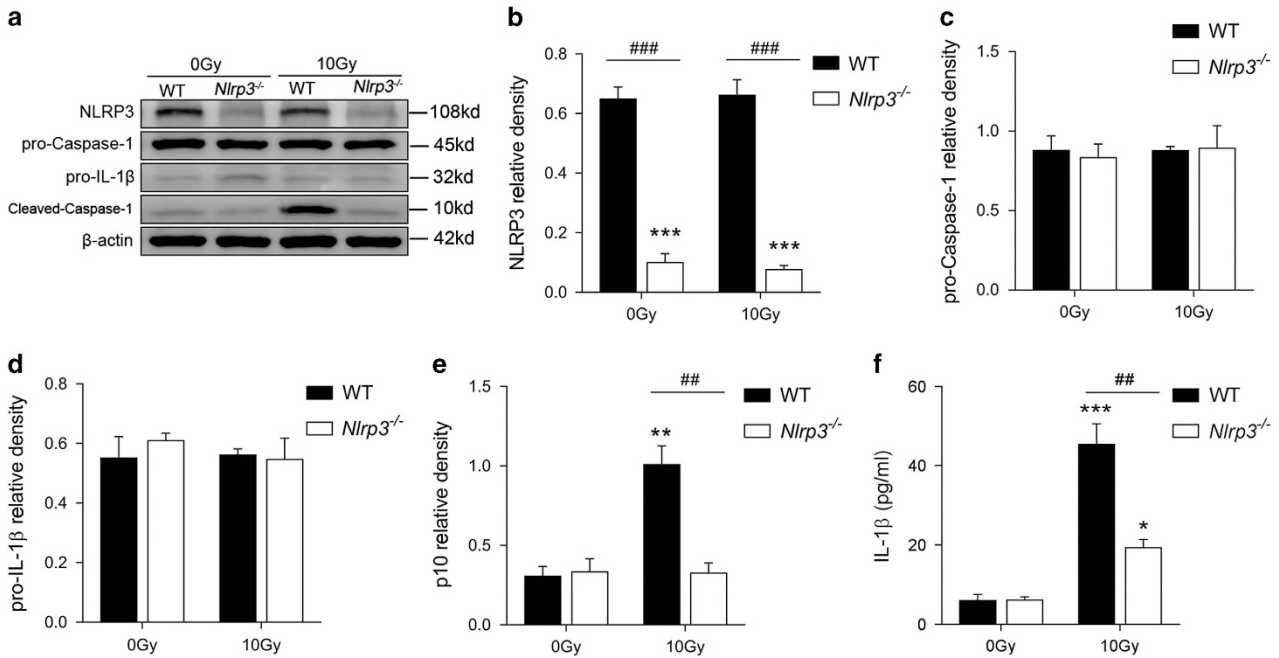 a
0Gy 10Gy
WT Nlrp3-/- WT Nlrp3-/-
NLRP3 108kd
pro-Caspase-1 45kd
pro-IL-1β 32kd
Cleaved-Caspase-1 10kd
β-actin 42kd
b
NLRP3 relative density
0.8
0.6
0.4
0.2
0.0
### ###
*** ***
0Gy 10Gy
WT
Nlrp3-/-
c
pro-Caspase-1 relative density
1.5
1.0
0.5
0.0
0Gy 10Gy
WT
Nlrp3-/-
d
pro-IL-1β relative density
0.8
0.6
0.4
0.2
0.0
0Gy 10Gy
WT
Nlrp3-/-
e
p10 relative density
1.5
1.0
0.5
0.0
##
**
0Gy 10Gy
WT
Nlrp3-/-
f
IL-1β (pg/ml)
60
40
20
0
##
***
*
0Gy 10Gy
WT
Nlrp3-/-